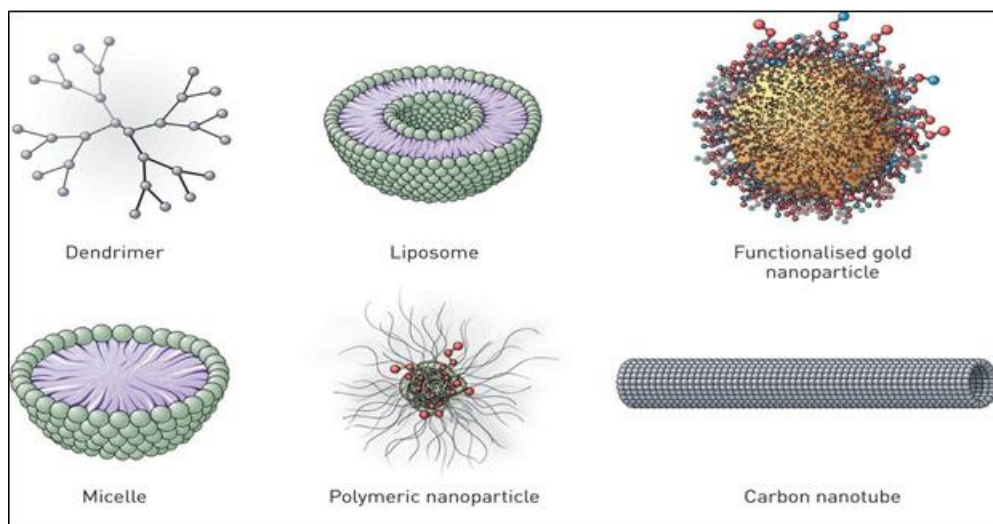 Dendrimer
Liposome
Functionalised gold
nanoparticle
Micelle
Polymeric nanoparticle
Carbon nanotube